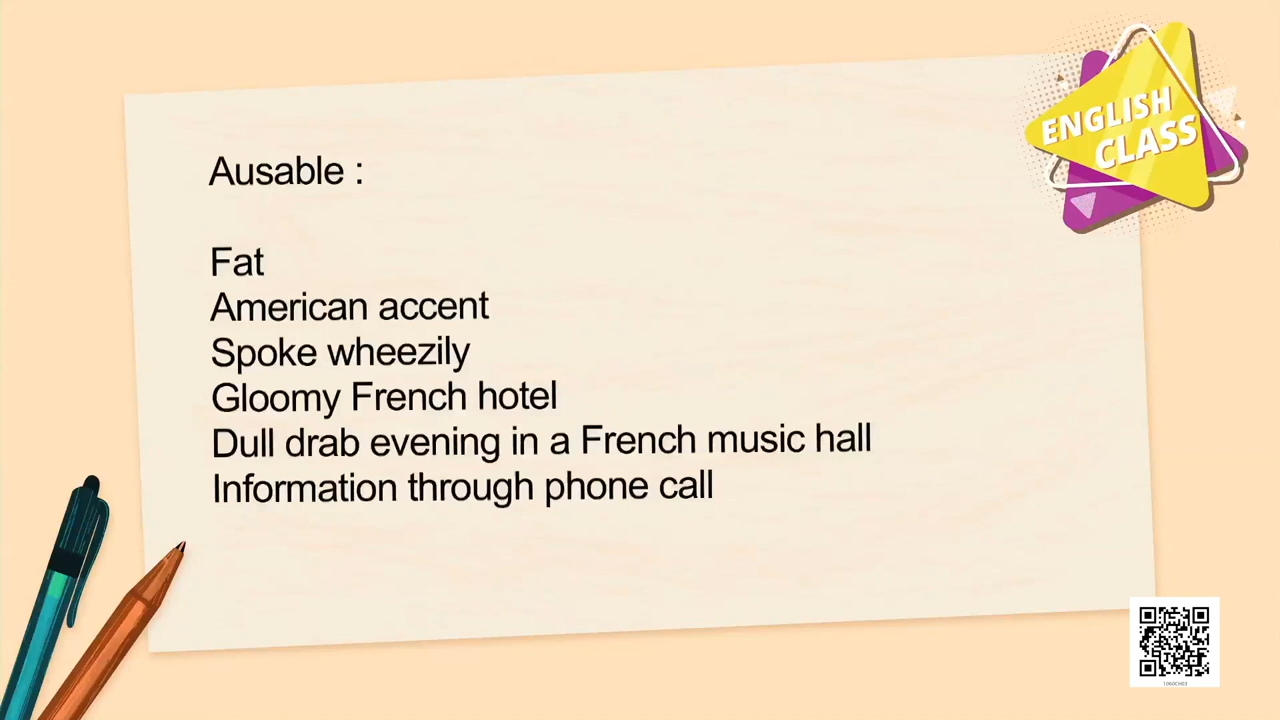 ENGLISH
CLASS
Ausable :
Fat
American accent
Spoke wheezily
Gloomy French hotel
Dull drab evening in a French music hall
Information through phone call